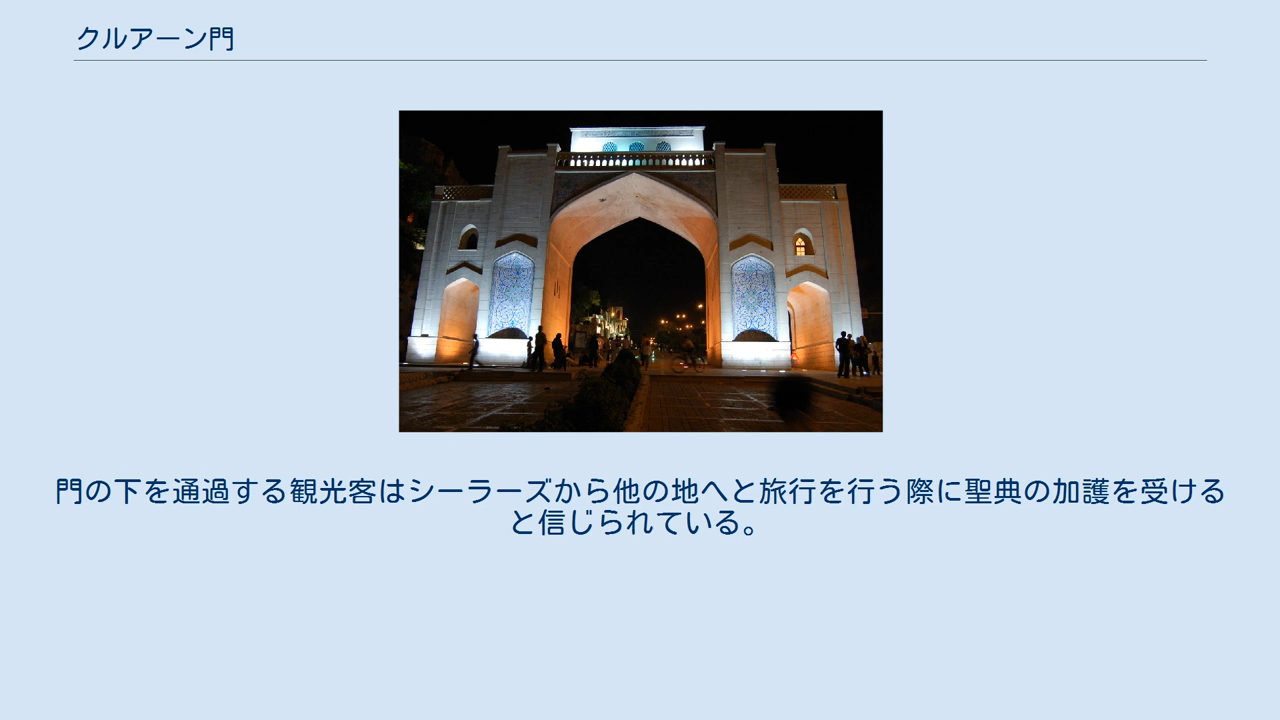 クルアーン門
門の下を通過する観光客はシーラーズから他の地へと旅行を行う際に聖典の加護を受ける
と信じられている。